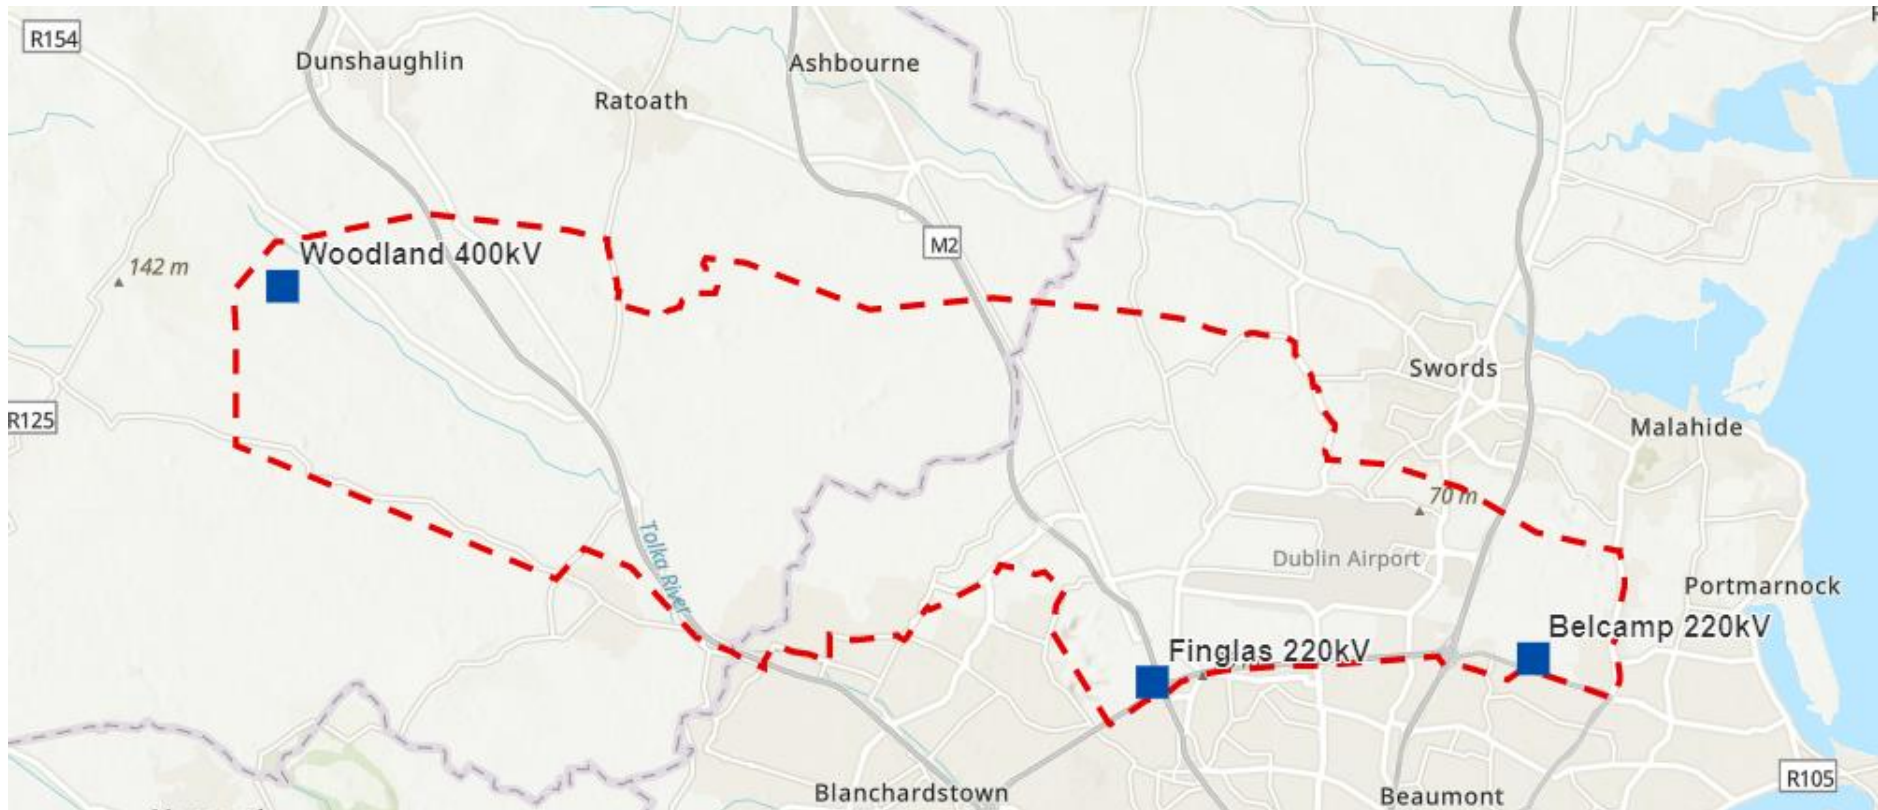 R154
Dunshaughlin
Ashbourne
Ratoath
M2
Woodland 400kV
142 m
Swords
R125
Malahide
70 m
Tolka River
Dublin Airport
Portmarnock
Belcamp 220kV
Finglas 220kV
R105
Blanchardstown
Beaumont